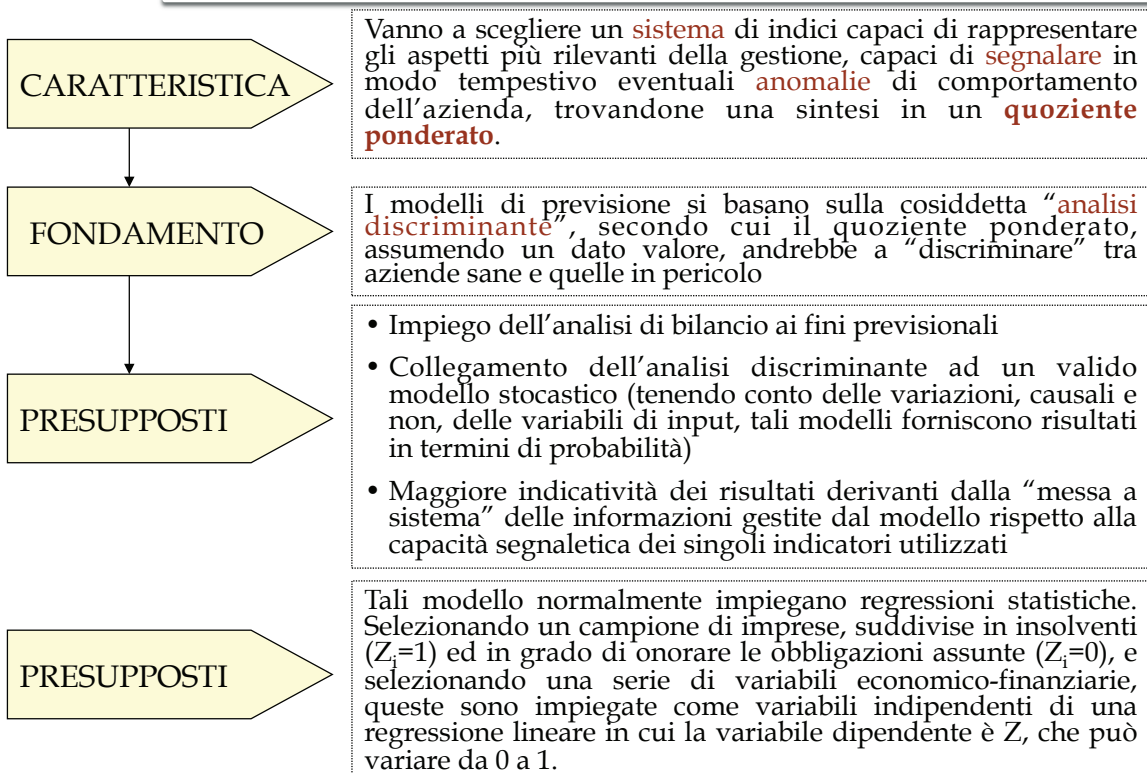 CARATTERISTICA
Vanno a scegliere un sistema di indici capaci di rappresentare
gli aspetti più rilevanti della gestione, capaci di segnalare in
modo tempestivo eventuali anomalie di comportamento
dell'azienda, trovandone una sintesi in un quoziente
ponderato.
FONDAMENTO
I modelli di previsione si basano sulla cosiddetta "analisi
discriminante", secondo cui il quoziente ponderato,
assumendo un dato valore, andrebbe a "discriminare" tra
aziende sane e quelle in pericolo
PRESUPPOSTI
• Impiego dell'analisi di bilancio ai fini previsionali
• Collegamento dell'analisi discriminante ad un valido
modello stocastico (tenendo conto delle variazioni, causali e
non, delle variabili di input, tali modelli forniscono risultati
in termini di probabilità)
• Maggiore indicatività dei risultati derivanti dalla "messa a
sistema" delle informazioni gestite dal modello rispetto alla
capacità segnaletica dei singoli indicatori utilizzati
PRESUPPOSTI
Tali modello normalmente impiegano regressioni statistiche.
Selezionando un campione di imprese, suddivise in insolventi
(Zi=1) ed in grado di onorare le obbligazioni assunte (Zi=0), e
selezionando una serie di variabili economico-finanziarie,
queste sono impiegate come variabili indipendenti di una
regressione lineare in cui la variabile dipendente è Z, che può
variare da 0 a 1.